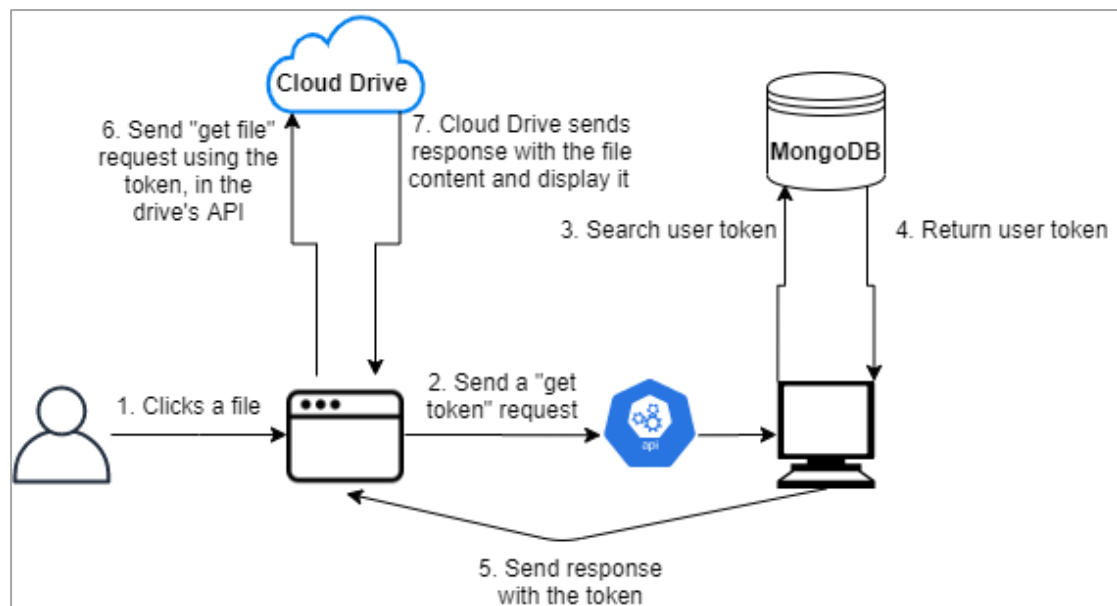 Cloud Drive
6. Send "get file"
request using the
token, in the
drive's API
7. Cloud Drive sends
response with the file
content and display it
MongoDB
3. Search user token
4. Return user token
1. Clicks a file
2. Send a "get
token" request
api
5. Send response
with the token